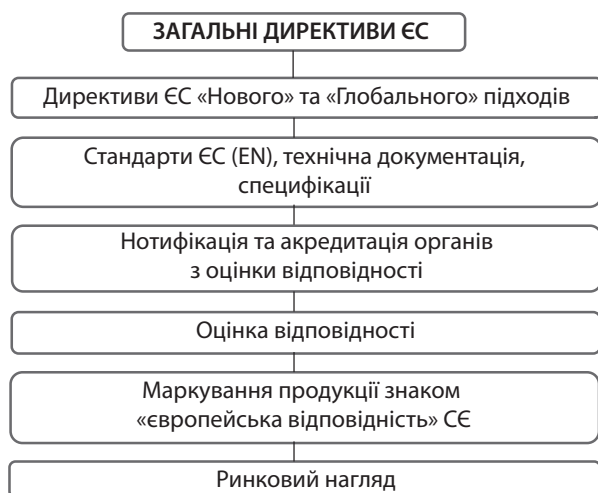 ЗАГАЛЬНІ ДИРЕКТИВИ ЄС
Директиви ЄС «Нового» та «Глобального» підходів
Стандарти ЄС (EN), технічна документація,
специфікації
Нотифікація та акредитація органів
з оцінки відповідності
Оцінка відповідності
Маркування продукції знаком
«європейська відповідність» СЄ
Ринковий нагляд